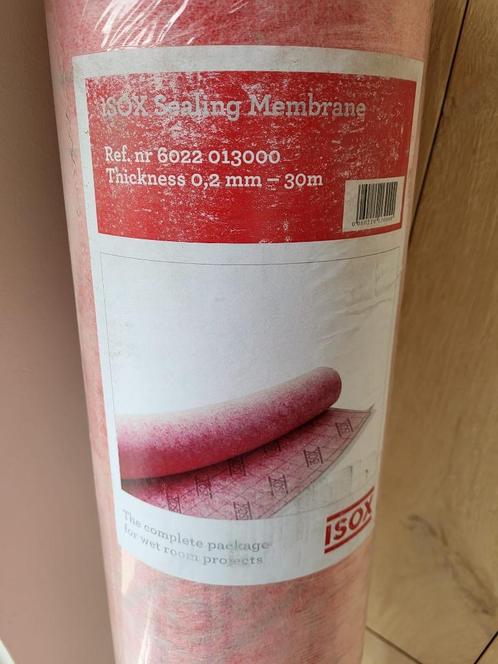 ISOX Sealing Membrane
Ref. nr 6022 013000
Thickness 0,2 mm – 30m
The complete package
for wet room projects
ISOX